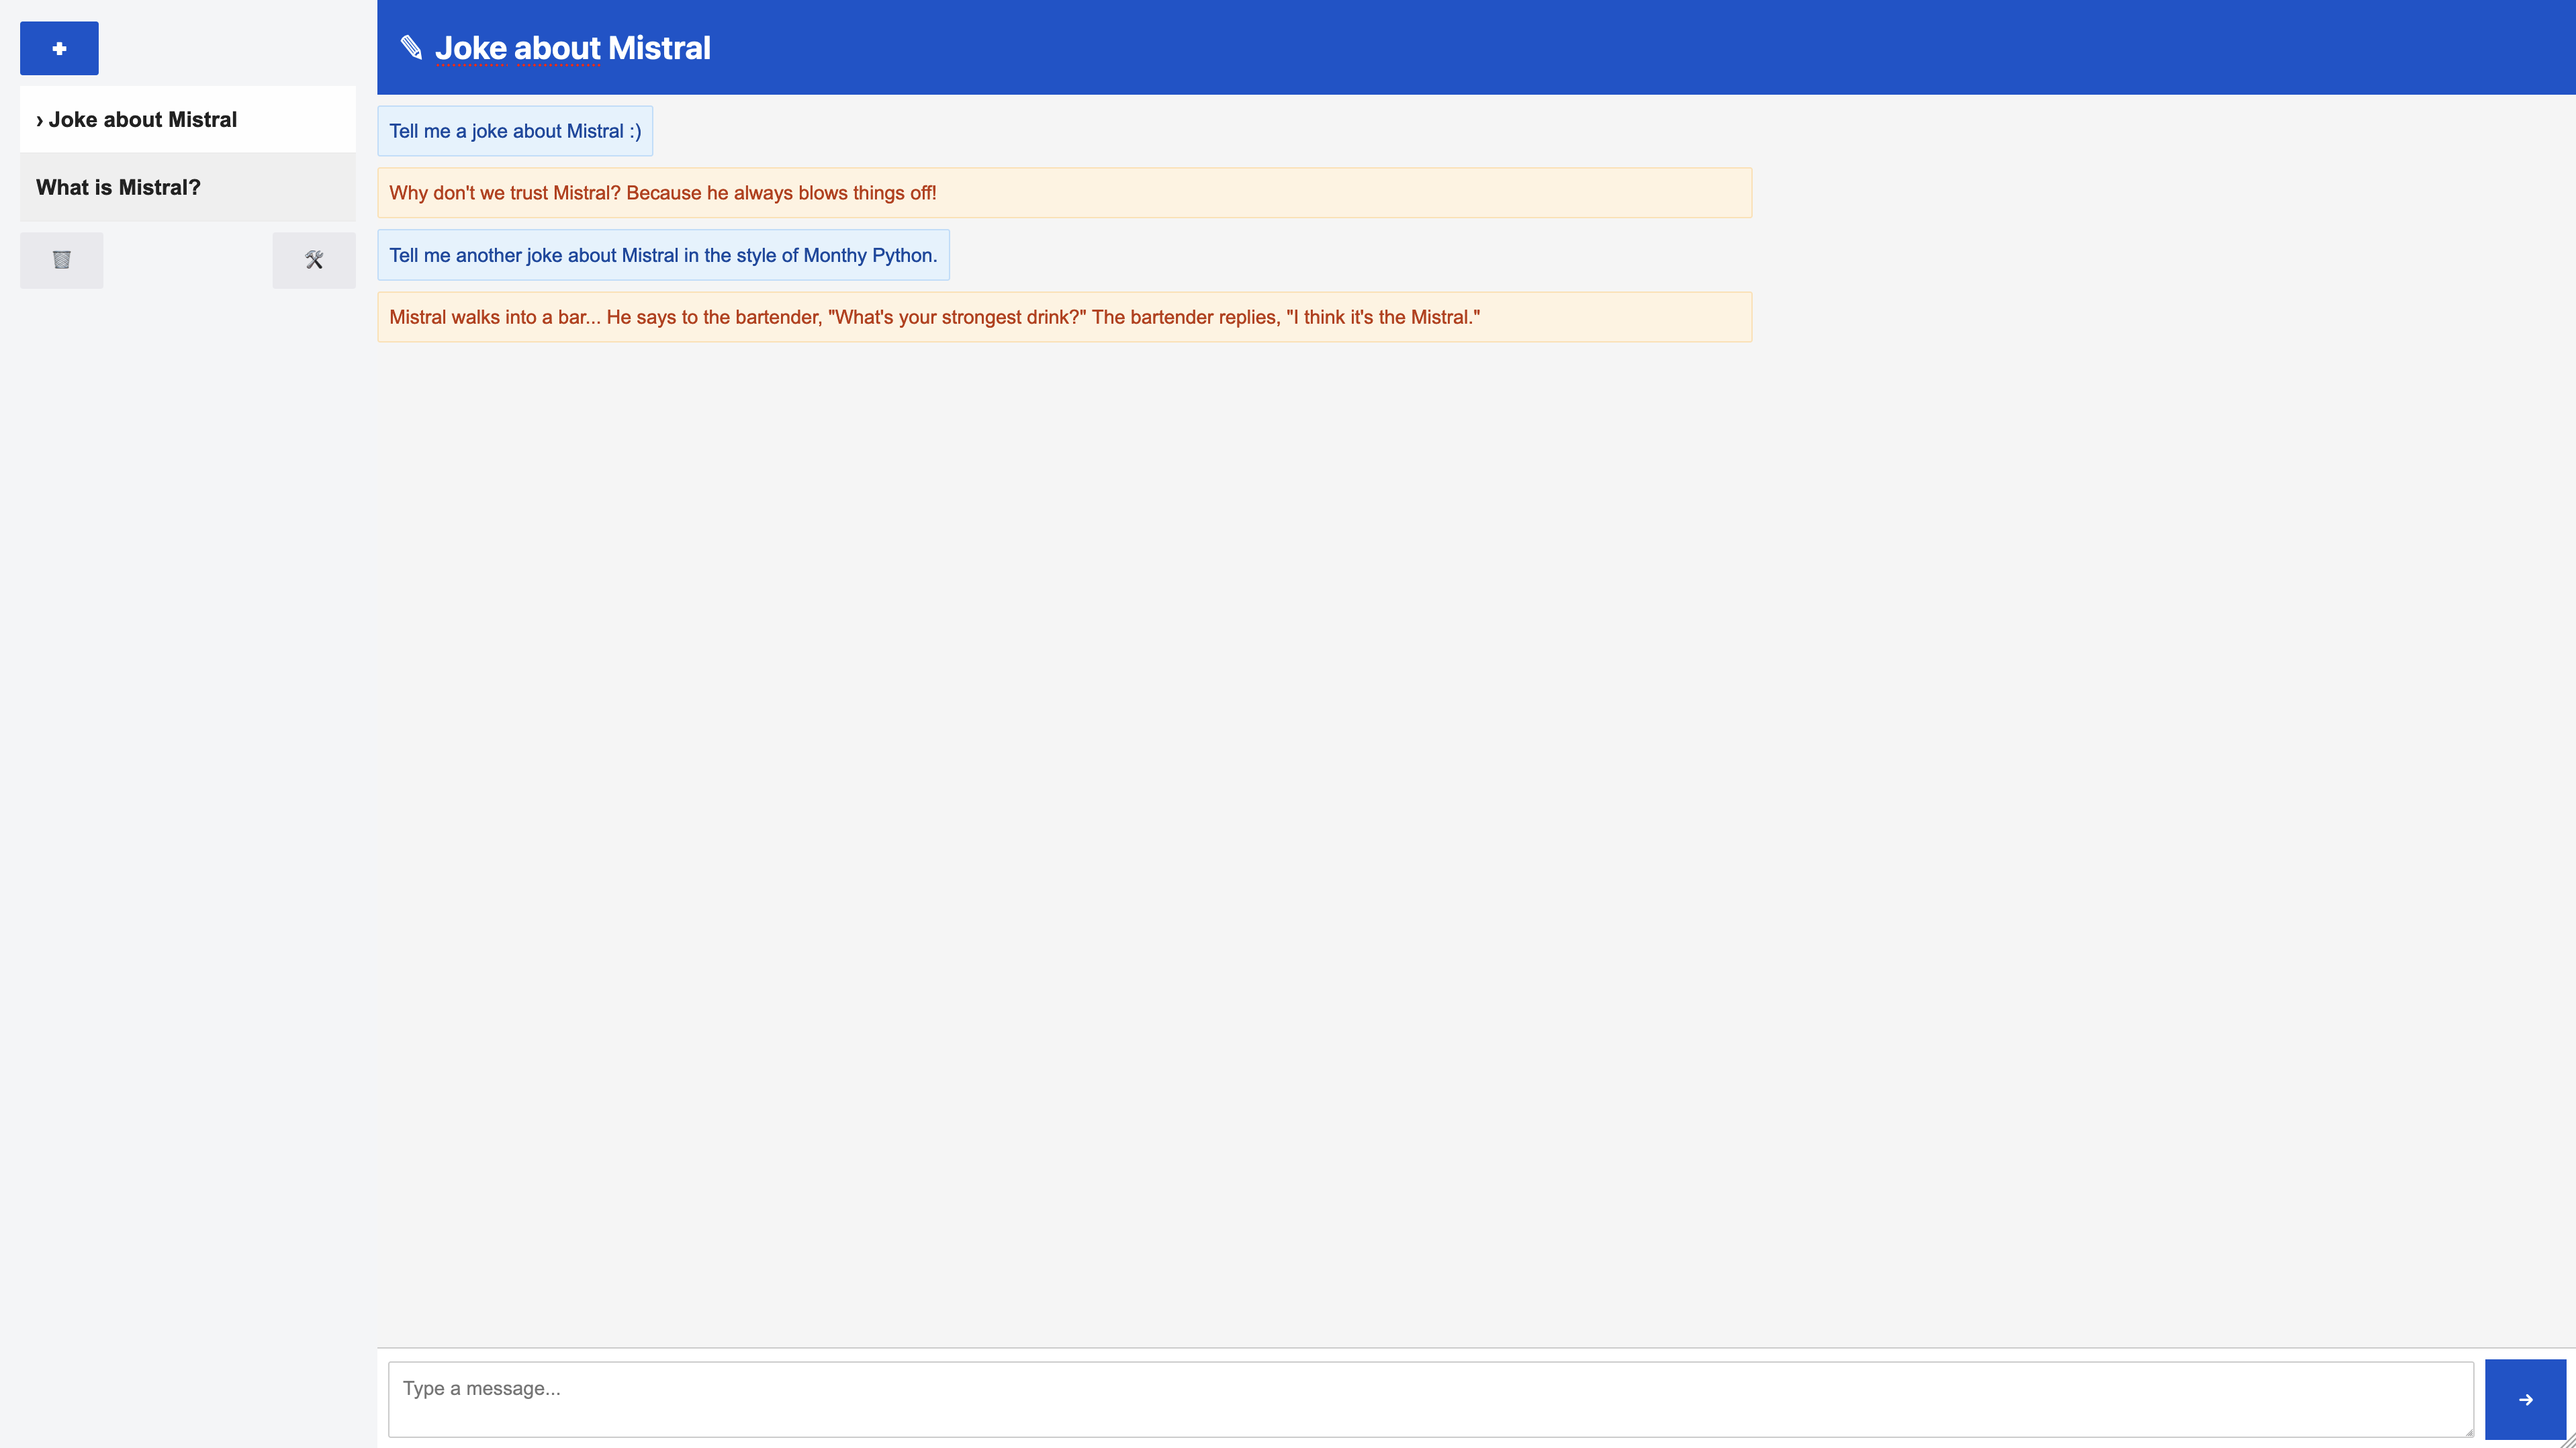 Joke about Mistral
› Joke about Mistral
What is Mistral?
Tell me a joke about Mistral :)
Why don't we trust Mistral? Because he always blows things off!
Tell me another joke about Mistral in the style of Monthy Python.
Mistral walks into a bar... He says to the bartender, "What's your strongest drink?" The bartender replies, "I think it's the Mistral."
Type a message...